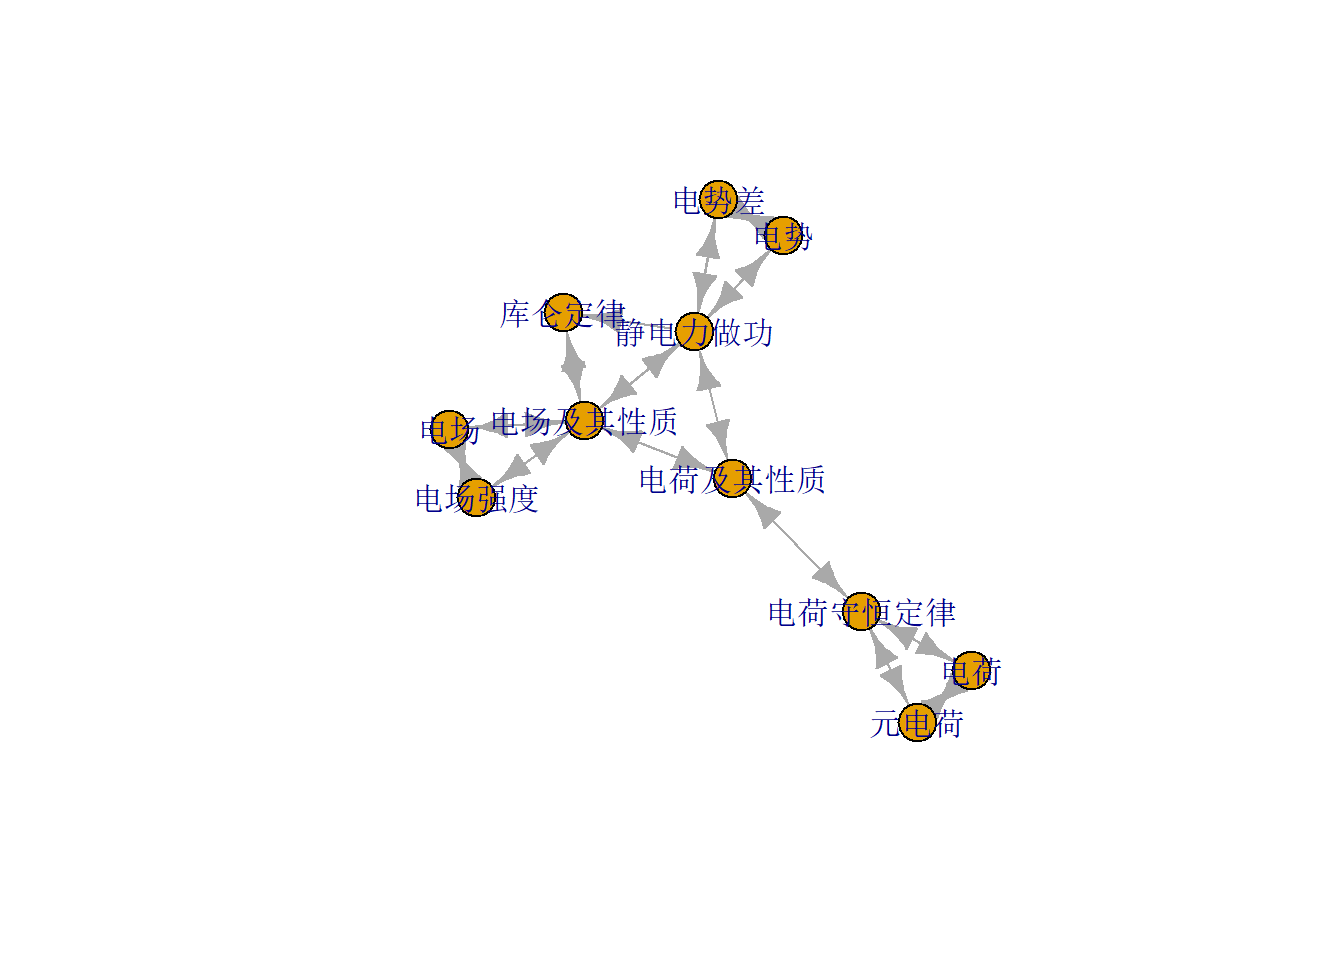 电势差
电势
库仑定律
静电力做功
电场及其性质
电场
电荷及其性质
电场强度
电荷守恒定律
电荷
元电荷